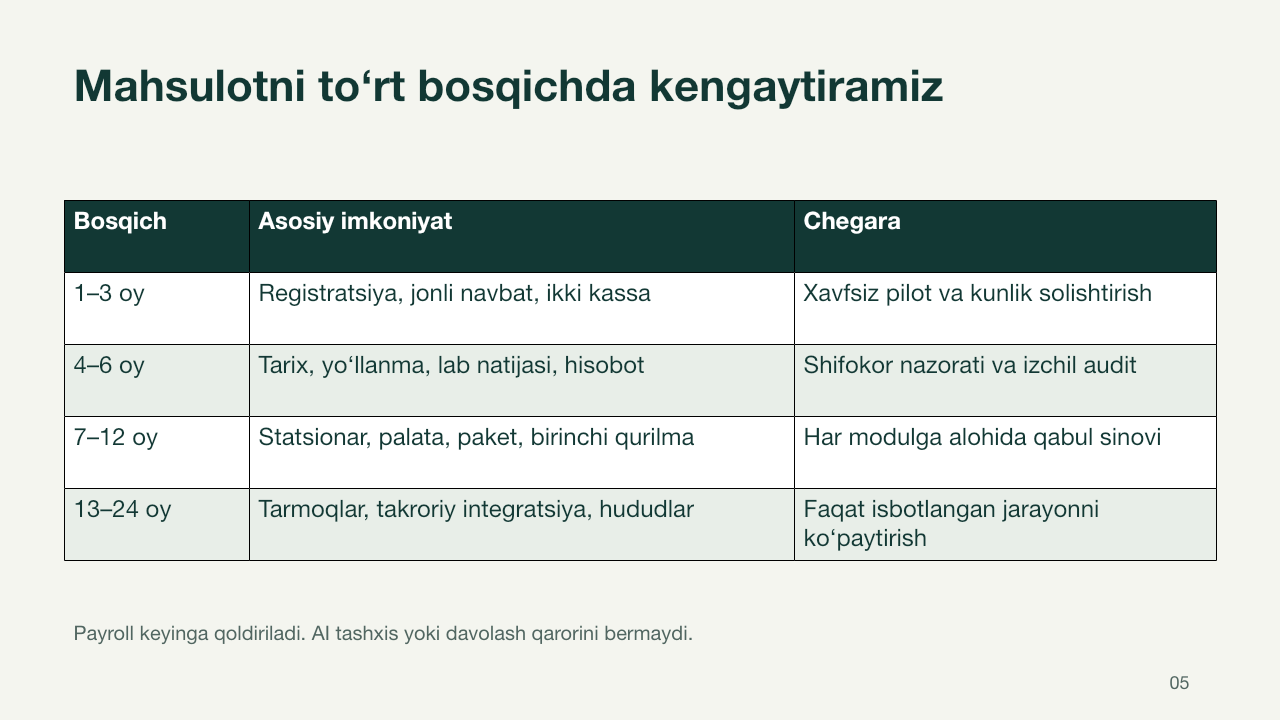 Mahsulotni to‘rt bosqichda kengaytiramiz
Bosqich Asosiy imkoniyat Chegara
1–3 oy Registratsiya, jonli navbat, ikki kassa Xavfsiz pilot va kunlik solishtirish
4–6 oy Tarix, yo‘llanma, lab natijasi, hisobot Shifokor nazorati va izchil audit
7–12 oy Statsionar, palata, paket, birinchi qurilma Har modulga alohida qabul sinovi
13–24 oy Tarmoqlar, takroriy integratsiya, hududlar Faqat isbotlangan jarayonni
ko‘paytirish
Payroll keyinga qoldiriladi. AI tashxis yoki davolash qarorini bermaydi.
05